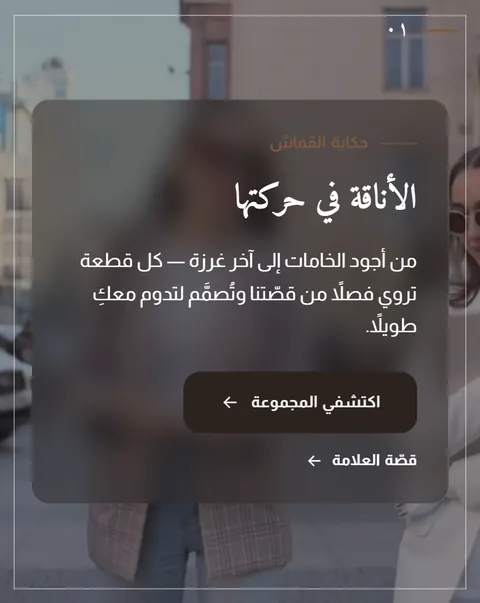 ٠١
حكاية القماش
الأناقة في حركتها
من أجود الخامات إلى آخر غرزة — كل قطعة
تروي فصلًا من قصّتنا وتُصمَّم لتدوم معكِ
طويلًا.
اكتشفي المجموعة ←
قصّة العلامة ←